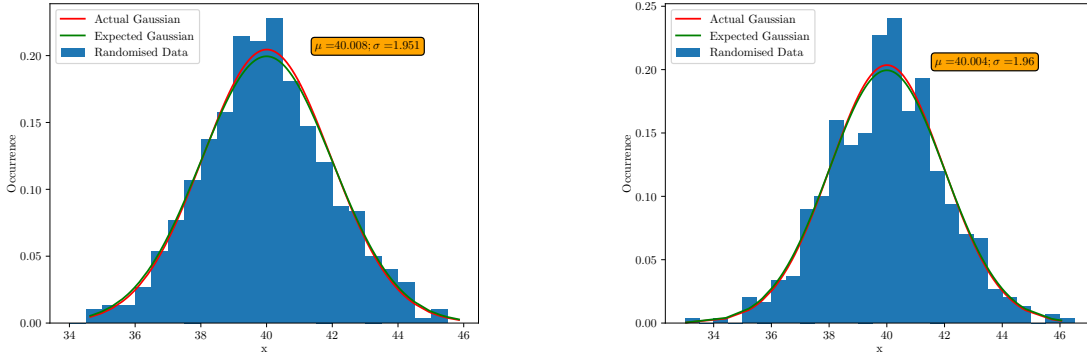 Actual Gaussian
Expected Gaussian
Randomised Data
μ =40.008; σ =1.951
0.20
0.15
0.10
0.05
0.00
Occurrence
34 36 38 40 42 44 46
x
Actual Gaussian
Expected Gaussian
Randomised Data
μ =40.004; σ =1.96
0.25
0.20
0.15
0.10
0.05
0.00
Occurrence
34 36 38 40 42 44 46
x